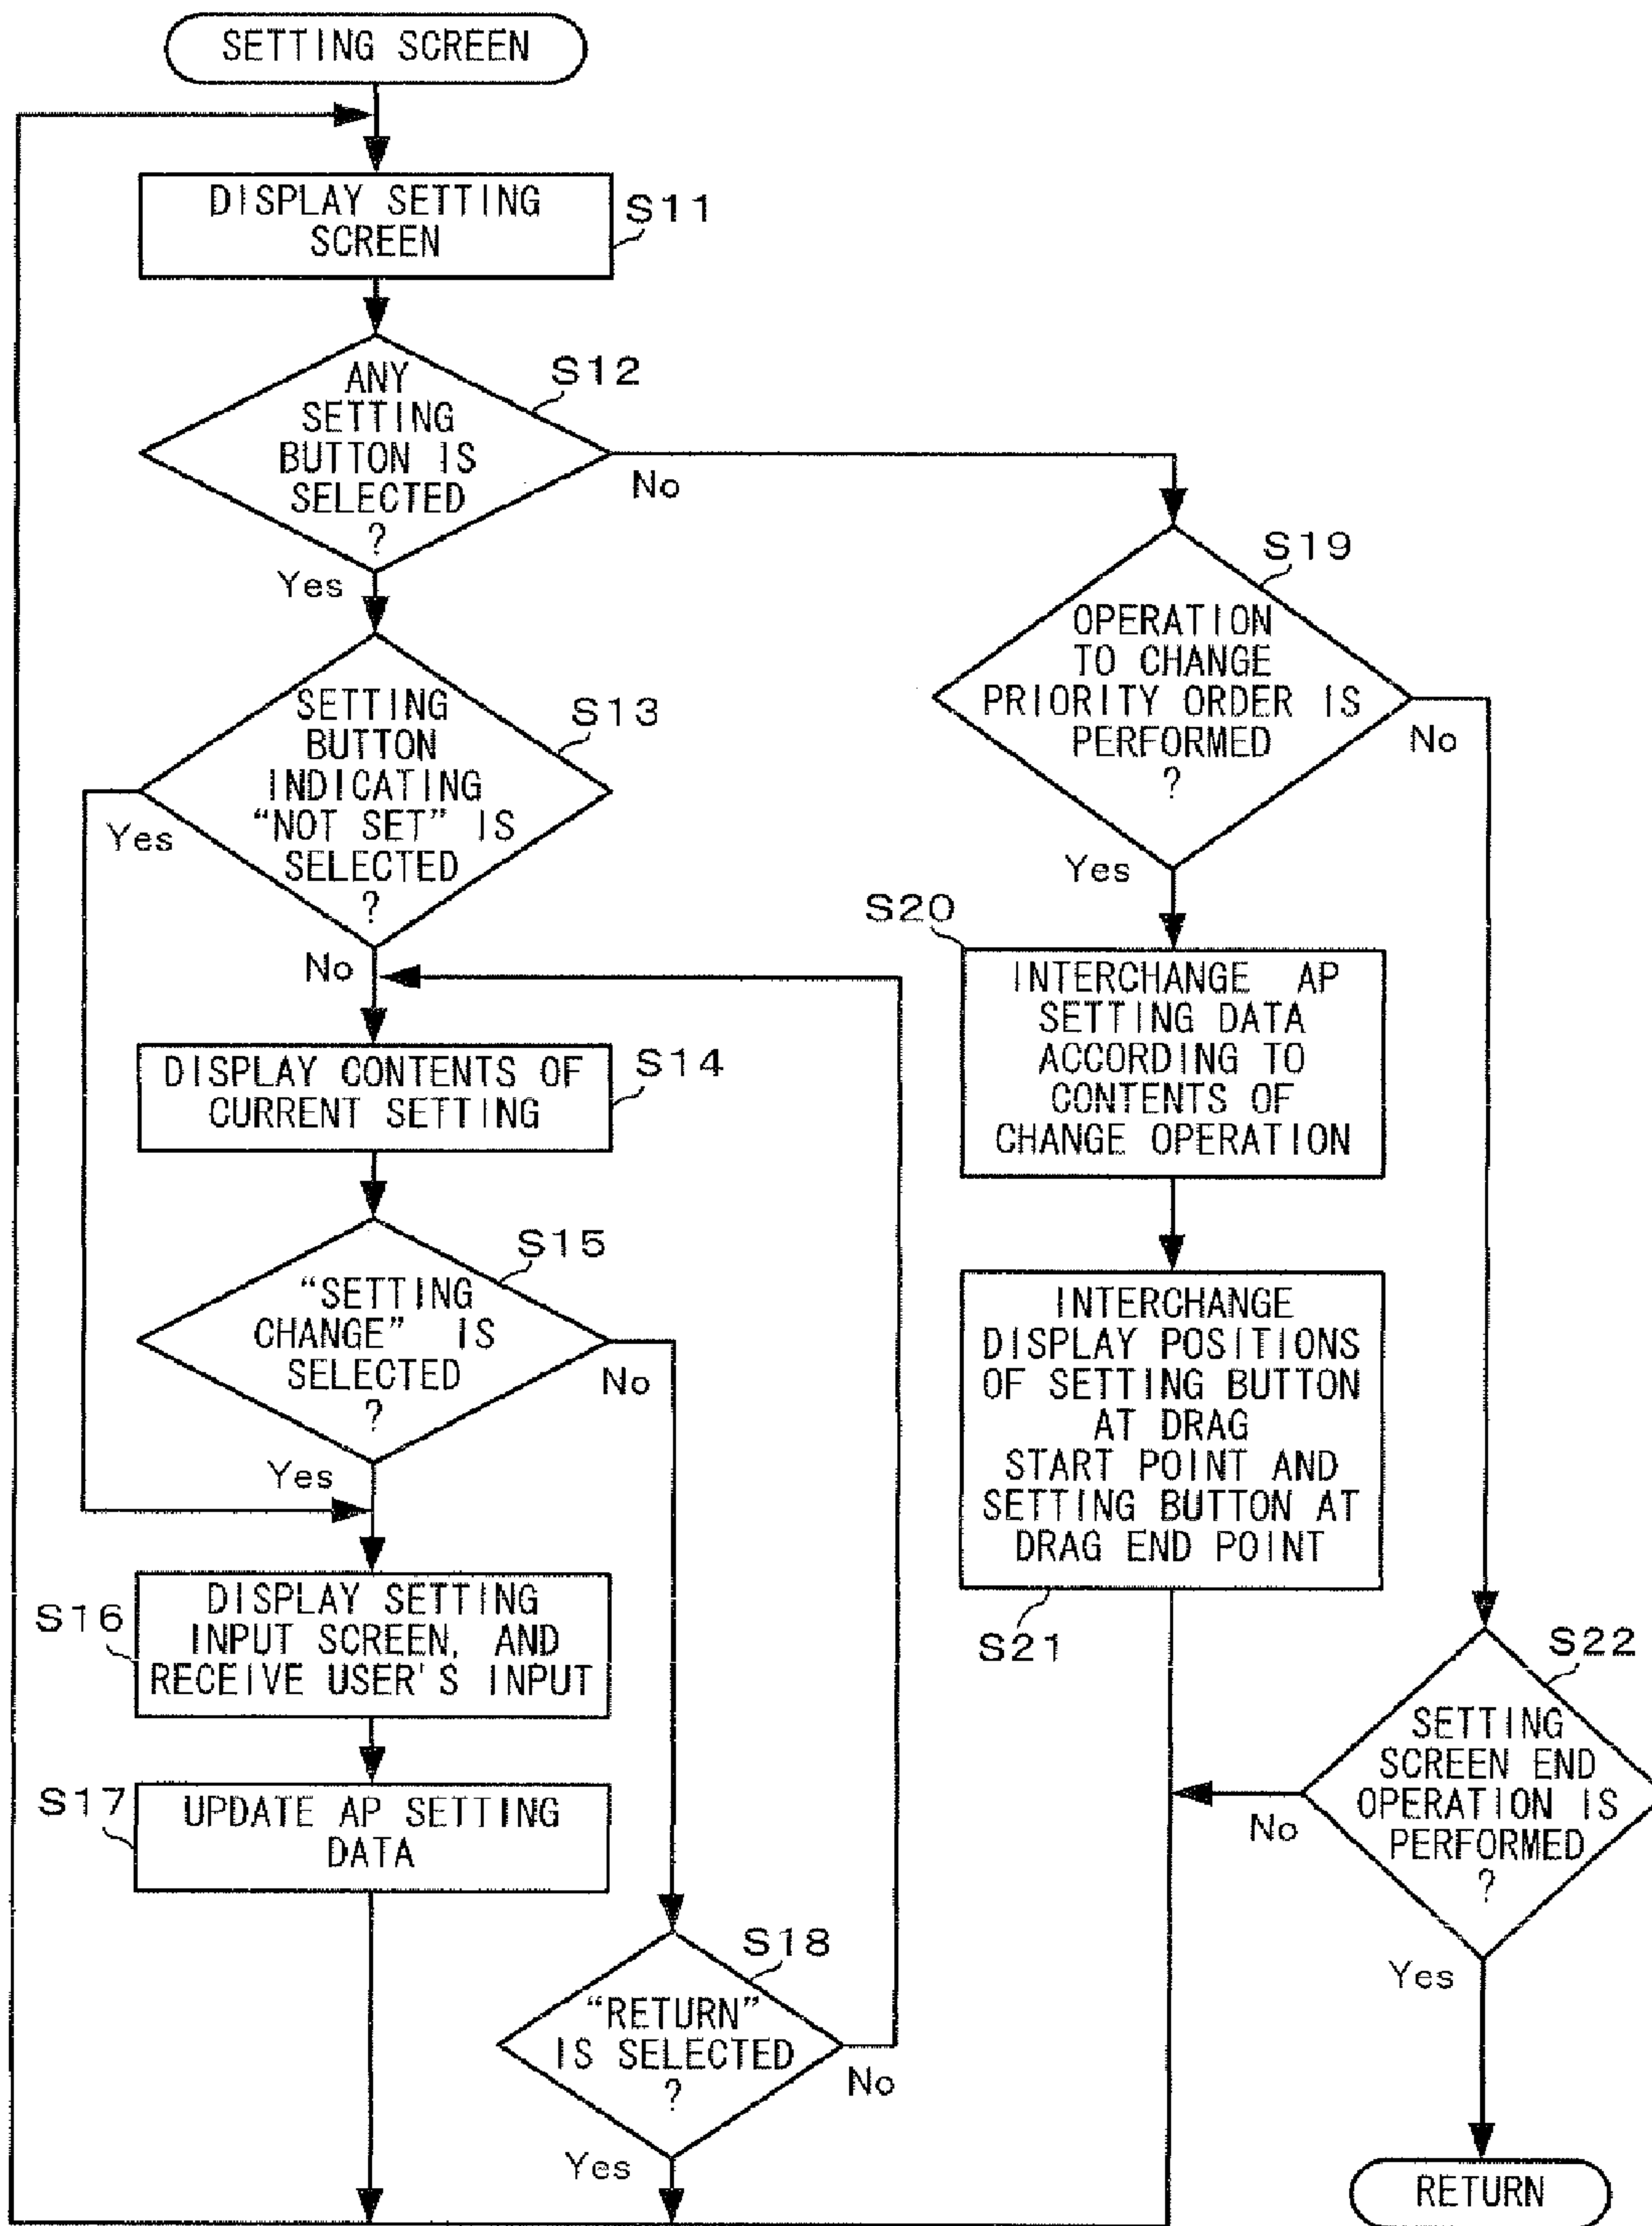 SETTING SCREEN
DISPLAY SETTING
SCREEN
S11
ANY
SETTING
BUTTON IS
SELECTED
?
S12
No
Yes
SETTING
BUTTON
INDICATING
“NOT SET” IS
SELECTED
?
S13
Yes
No
DISPLAY CONTENTS OF
CURRENT SETTING
S14
“SETTING
CHANGE” IS
SELECTED
?
S15
No
Yes
S16
DISPLAY SETTING
INPUT SCREEN, AND
RECEIVE USER'S INPUT
S17
UPDATE AP SETTING
DATA
S18
“RETURN”
IS SELECTED
?
No
Yes
S19
OPERATION
TO CHANGE
PRIORITY ORDER IS
PERFORMED
?
No
Yes
S20
INTERCHANGE AP
SETTING DATA
ACCORDING TO
CONTENTS OF
CHANGE OPERATION
INTERCHANGE
DISPLAY POSITIONS
OF SETTING BUTTON
AT DRAG
START POINT AND
SETTING BUTTON AT
DRAG END POINT
S21
S22
SETTING
SCREEN END
OPERATION IS
PERFORMED
?
No
Yes
RETURN